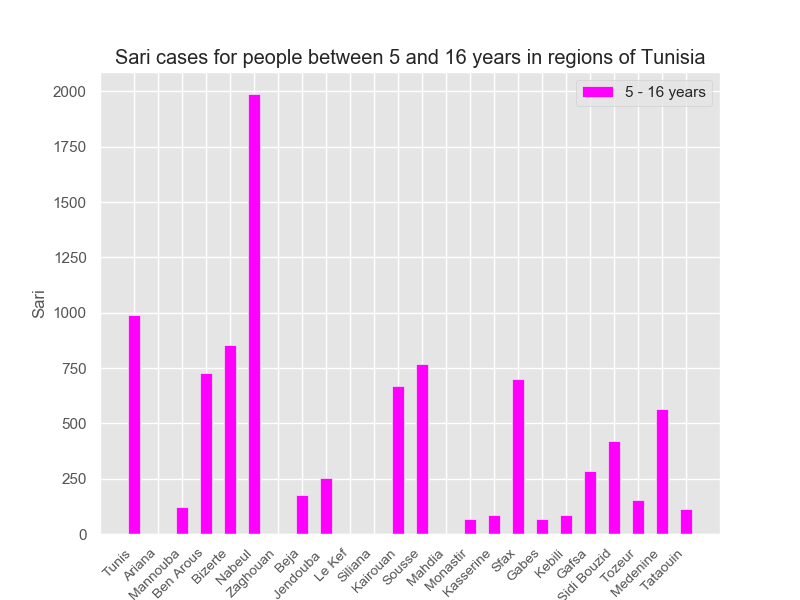 Sari cases for people between 5 and 16 years in regions of Tunisia
5 - 16 years
2000
1750
1500
1250
1000
750
500
250
0
Sari
Tunis
Ariana
Mannouba
Ben Arous
Bizerte
Nabeul
Zaghouan
Beja
Jendouba
Le Kef
Siliana
Kairouan
Sousse
Mahdia
Monastir
Kasserine
Sfax
Gabes
Kebili
Gafsa
Sidi Bouzid
Tozeur
Medenine
Tataouin